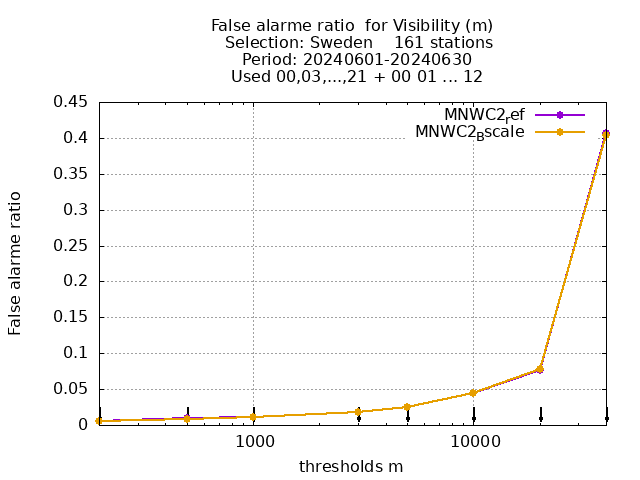 False alarme ratio  for Visibility (m)
Selection: Sweden    161 stations
Period: 20240601-20240630
Used 00,03,...,21 + 00 01 ... 12
MNWC2ref
MNWC2Bscale
False alarme ratio
0.45
0.4
0.35
0.3
0.25
0.2
0.15
0.1
0.05
0
1000
10000
thresholds m